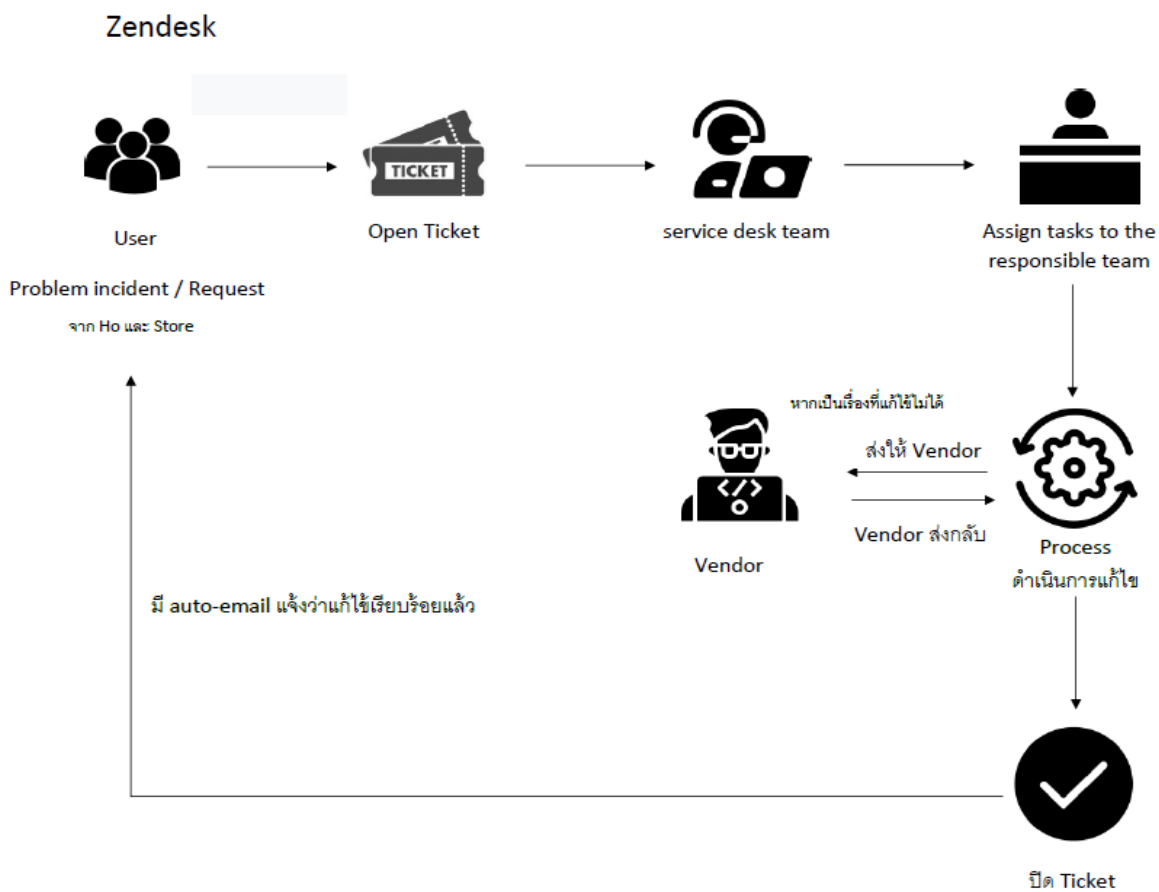 Zendesk
TICKET
User
Open Ticket
service desk team
Assign tasks to the
responsible team
Problem incident / Request
จาก Ho และ Store
หากเป็นเรื่องที่แก้ไข้ไม่ได้
ส่งให้ Vendor
Vendor ส่งกลับ
</>
Vendor
Process
ดำเนินการแก้ไข
มี auto-email แจ้งว่าแก้ไข้เรียบร้อยแล้ว
ปิด Ticket